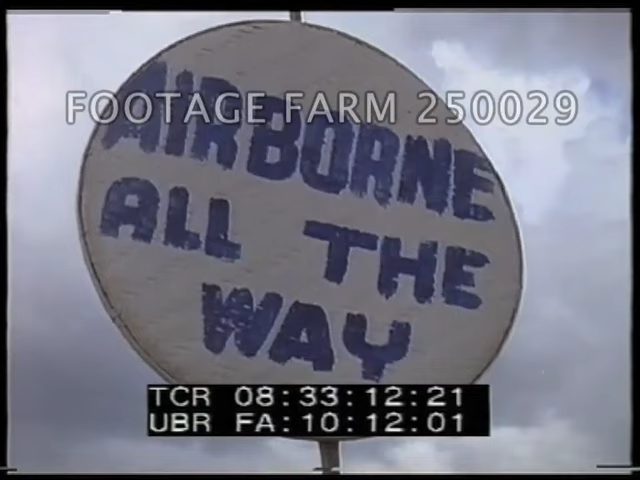 FOOTAGE FARM 250029
AIRBORNE
ALL THE
WAY
TCR 08:33:12:21
UBR FA:10:12:01